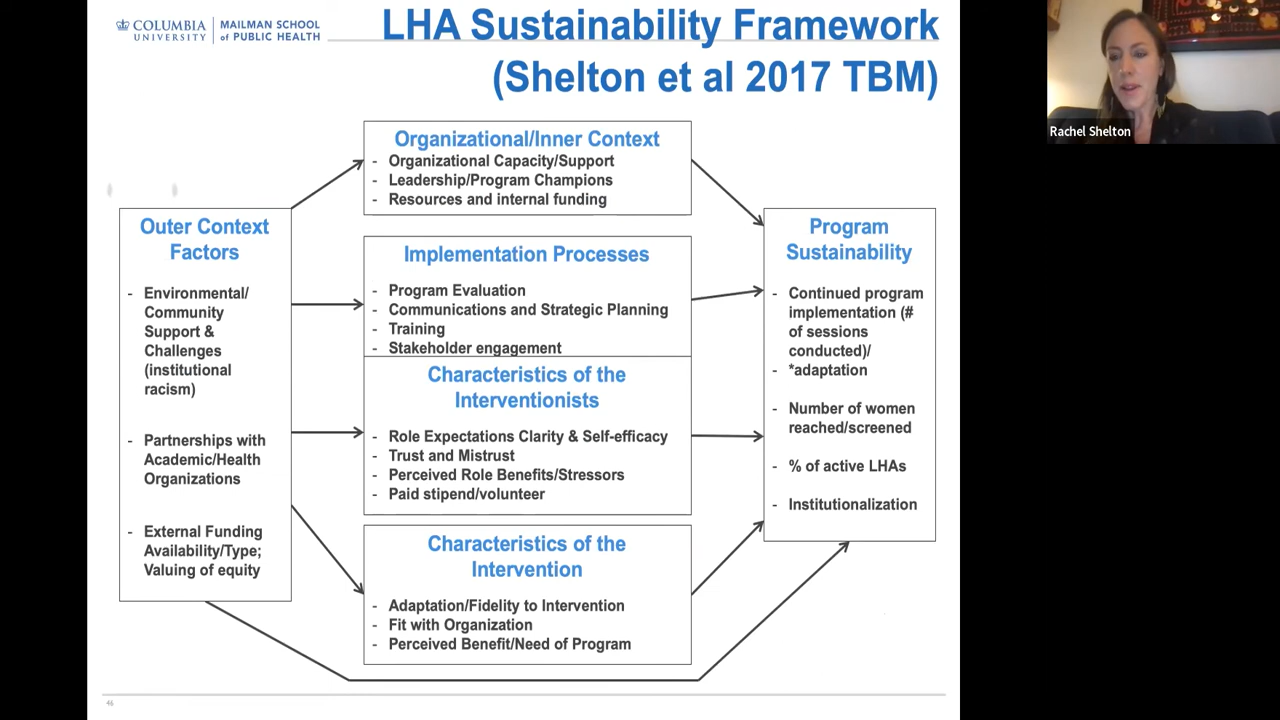 COLUMBIA
UNIVERSITY
MAILMAN SCHOOL
of PUBLIC HEALTH
LHA Sustainability Framework
(Shelton et al 2017 TBM)
Rachel Shelton
Organizational/Inner Context
- Organizational Capacity/Support
- Leadership/Program Champions
- Resources and internal funding
Outer Context
Factors
- Environmental/
Community
Support &
Challenges
(institutional
racism)
- Partnerships with
Academic/Health
Organizations
- External Funding
Availability/Type;
Valuing of equity
Implementation Processes
- Program Evaluation
- Communications and Strategic Planning
- Training
- Stakeholder engagement
Characteristics of the
Interventionists
- Role Expectations Clarity & Self-efficacy
- Trust and Mistrust
- Perceived Role Benefits/Stressors
- Paid stipend/volunteer
Characteristics of the
Intervention
- Adaptation/Fidelity to Intervention
- Fit with Organization
- Perceived Benefit/Need of Program
Program
Sustainability
- Continued program
implementation (#
of sessions
conducted)/
- *adaptation
- Number of women
reached/screened
- % of active LHAs
- Institutionalization
46